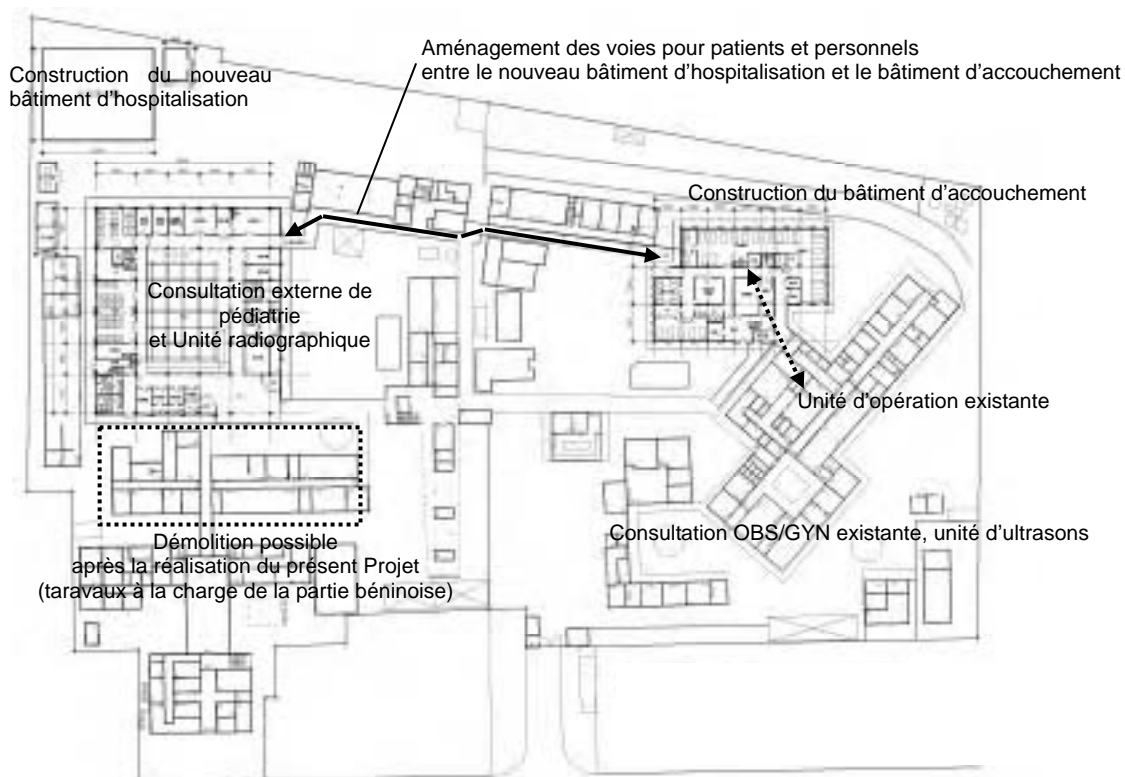 Aménagement des voies pour patients et personnels
entre le nouveau bâtiment d'hospitalisation et le bâtiment d'accouchement
Construction du nouveau
bâtiment d'hospitalisation
Construction du bâtiment d'accouchement
Consultation externe de
pédiatrie
et Unité radiographique
Unité d'opération existante
Consultation OBS/GYN existante, unité d'ultrasons
Démolition possible
après la réalisation du présent Projet
(taravaux à la charge de la partie béninoise)